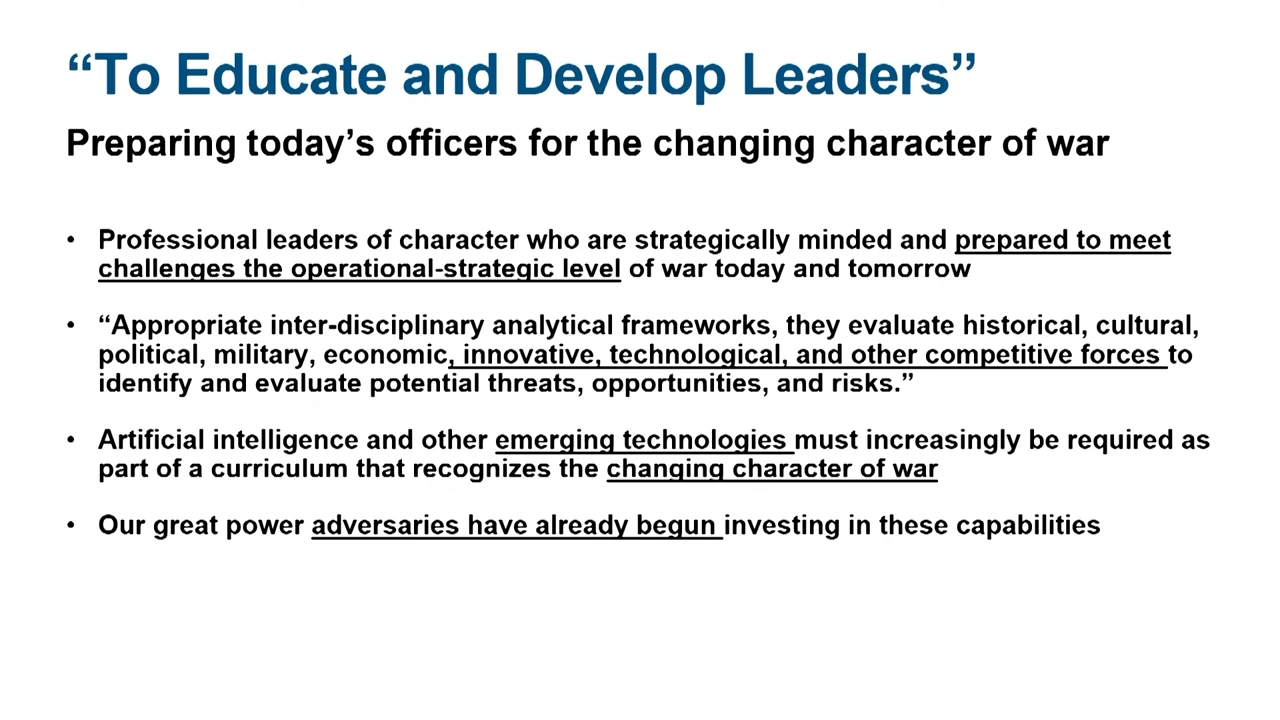 “To Educate and Develop Leaders”
Preparing today’s officers for the changing character of war
• Professional leaders of character who are strategically minded and prepared to meet
challenges the operational-strategic level of war today and tomorrow
• “Appropriate inter-disciplinary analytical frameworks, they evaluate historical, cultural,
political, military, economic, innovative, technological, and other competitive forces to
identify and evaluate potential threats, opportunities, and risks.”
• Artificial intelligence and other emerging technologies must increasingly be required as
part of a curriculum that recognizes the changing character of war
• Our great power adversaries have already begun investing in these capabilities